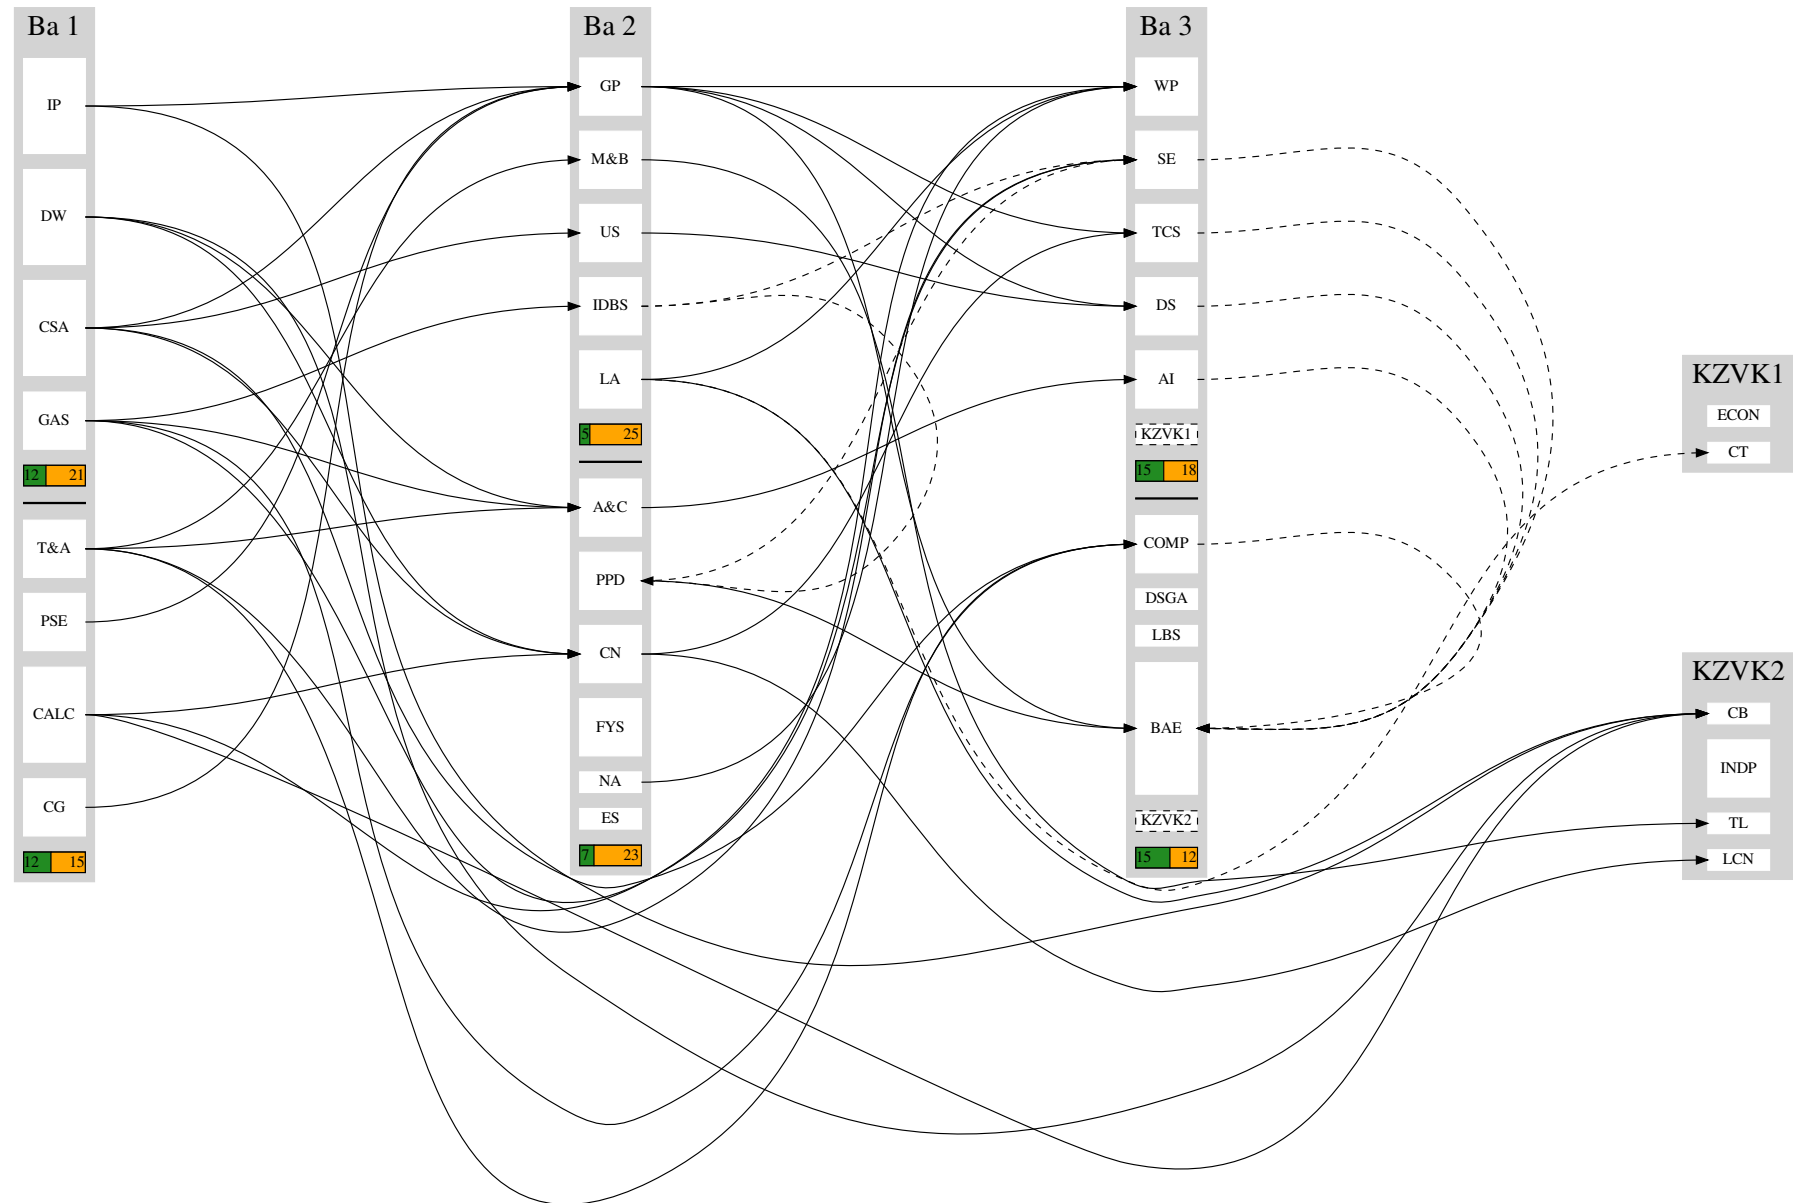 Ba 1
IP
DW
CSA
GAS
12 21
T&A
PSE
CALC
CG
12 15
Ba 2
GP
M&B
US
IDBS
LA
5 25
A&C
PPD
CN
FYS
NA
ES
7 23
Ba 3
WP
SE
TCS
DS
AI
KZVK1
15 18
COMP
DSGA
LBS
BAE
KZVK2
15 12
KZVK1
ECON
CT
KZVK2
CB
INDP
TL
LCN